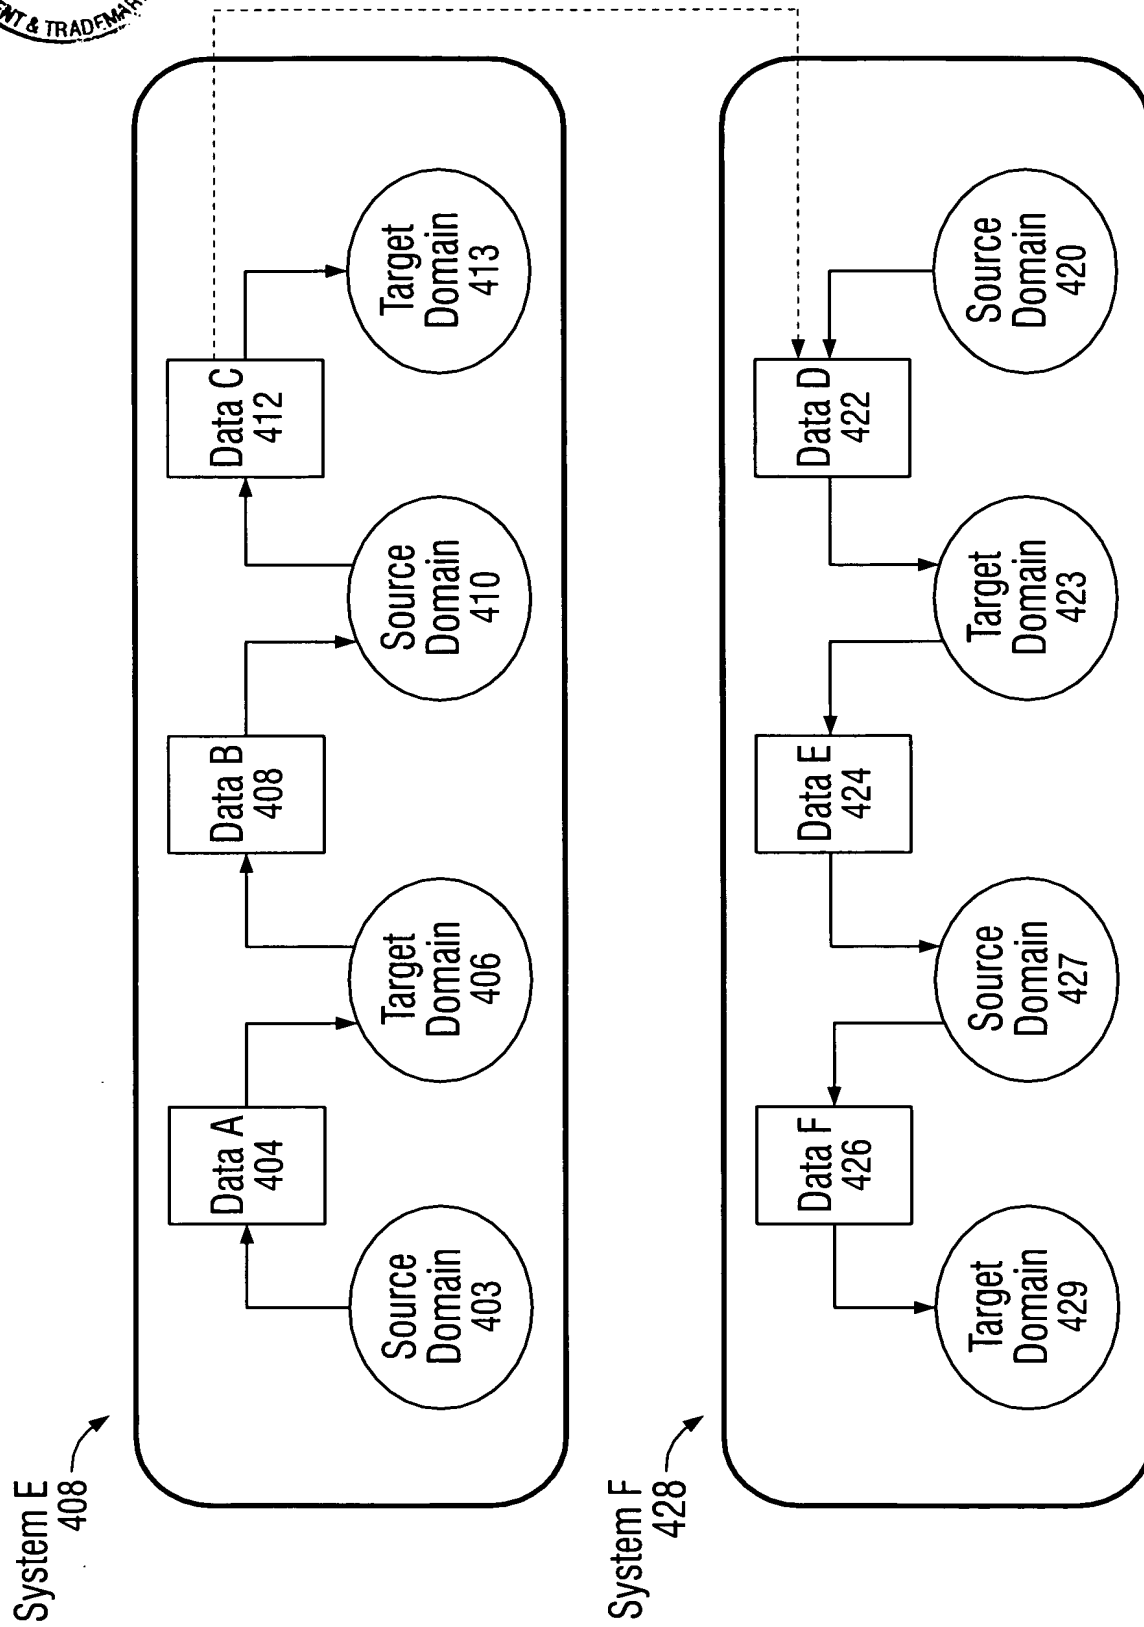 ENT & TRADEMAR
System E
408
Source
Domain
403
Data A
404
Target
Domain
406
Data B
408
Source
Domain
410
Data C
412
Target
Domain
413
System F
428
Target
Domain
429
Data F
426
Source
Domain
427
Data E
424
Target
Domain
423
Data D
422
Source
Domain
420